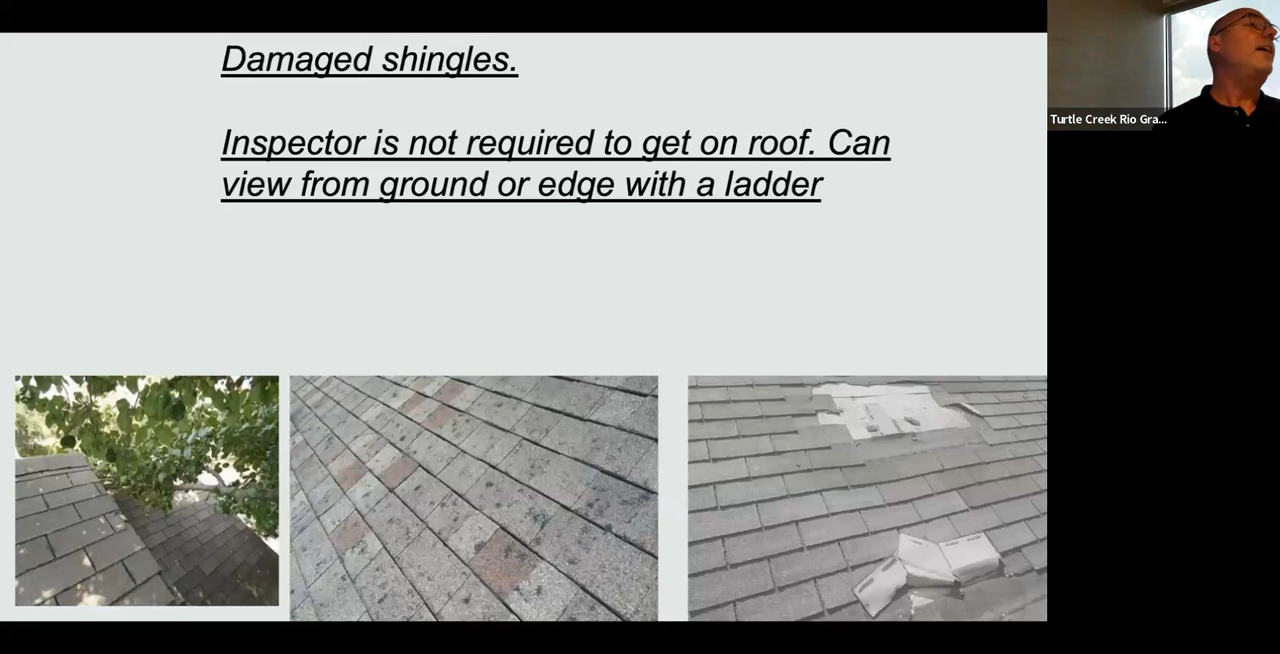 Damaged shingles.
Inspector is not required to get on roof. Can
view from ground or edge with a ladder
Turtle Creek Rio Gra...